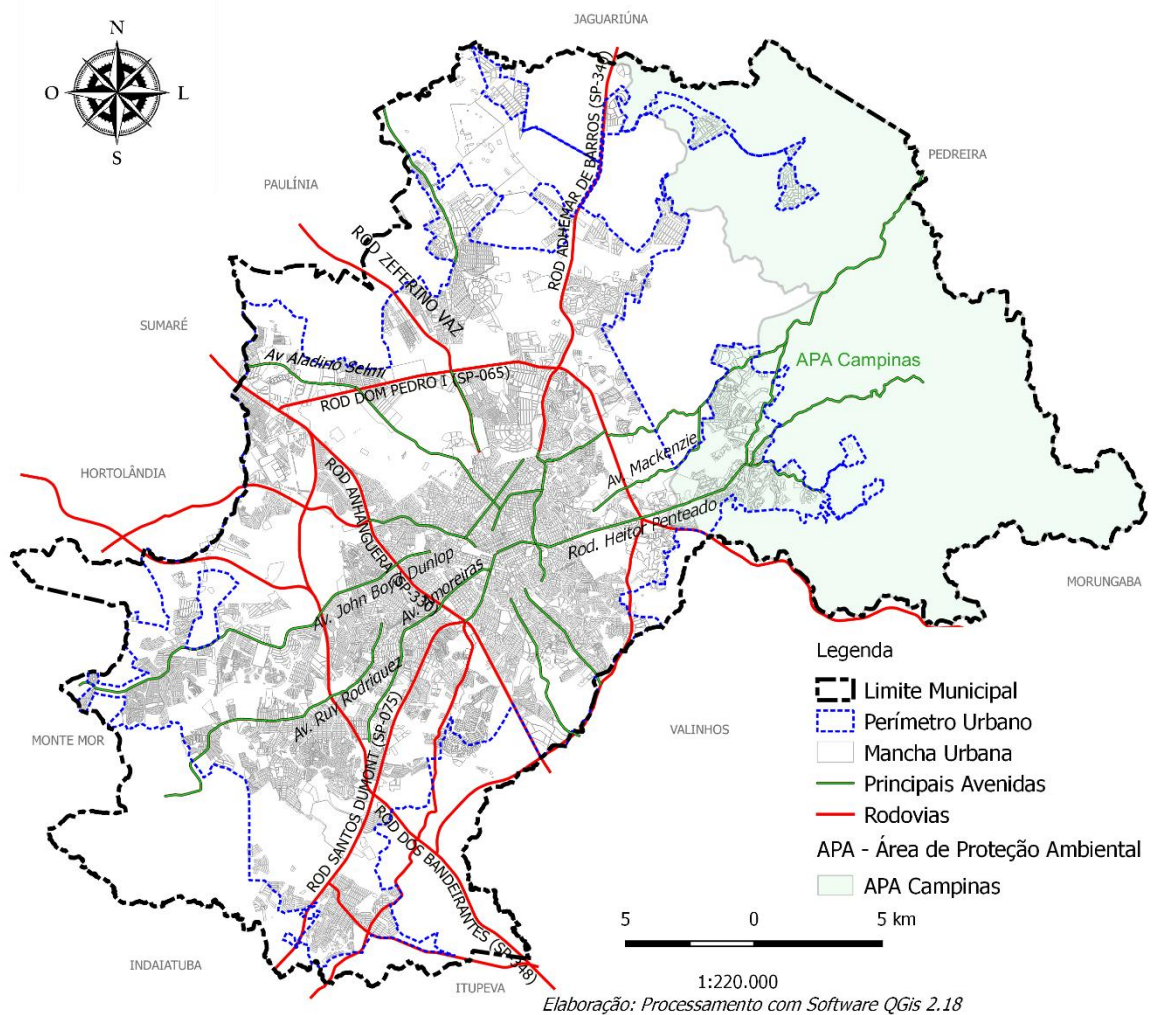 JAGUARIÚNA
N
O
L
S
PEDREIRA
PAULÍNIA
ROD ADHEMAR DE BARROS (SP-340)
ROD ZEFERINO VAZ
SUMARÉ
Av Aladino Selmi
APA Campinas
ROD DOM PEDRO I (SP-065)
HORTOLÂNDIA
Av. Mackenzie
ROD ANHANGUERA (SP-330)
Rod. Heitor Penteado
Av. John Boyd Dunlop
Av. Amoreiras
MORUNGABA
Av. Ruy Rodriguez
VALINHOS
MONTE MOR
ROD SANTOS DUMONT (SP-075)
ROD DOS BANDEIRANTES (SP-348)
INDAIATUBA
ITUPEVA
Legenda
Limite Municipal
Perímetro Urbano
Mancha Urbana
Principais Avenidas
Rodovias
APA - Área de Proteção Ambiental
APA Campinas
5 0 5 km
1:220.000
Elaboração: Processamento com Software QGis 2.18